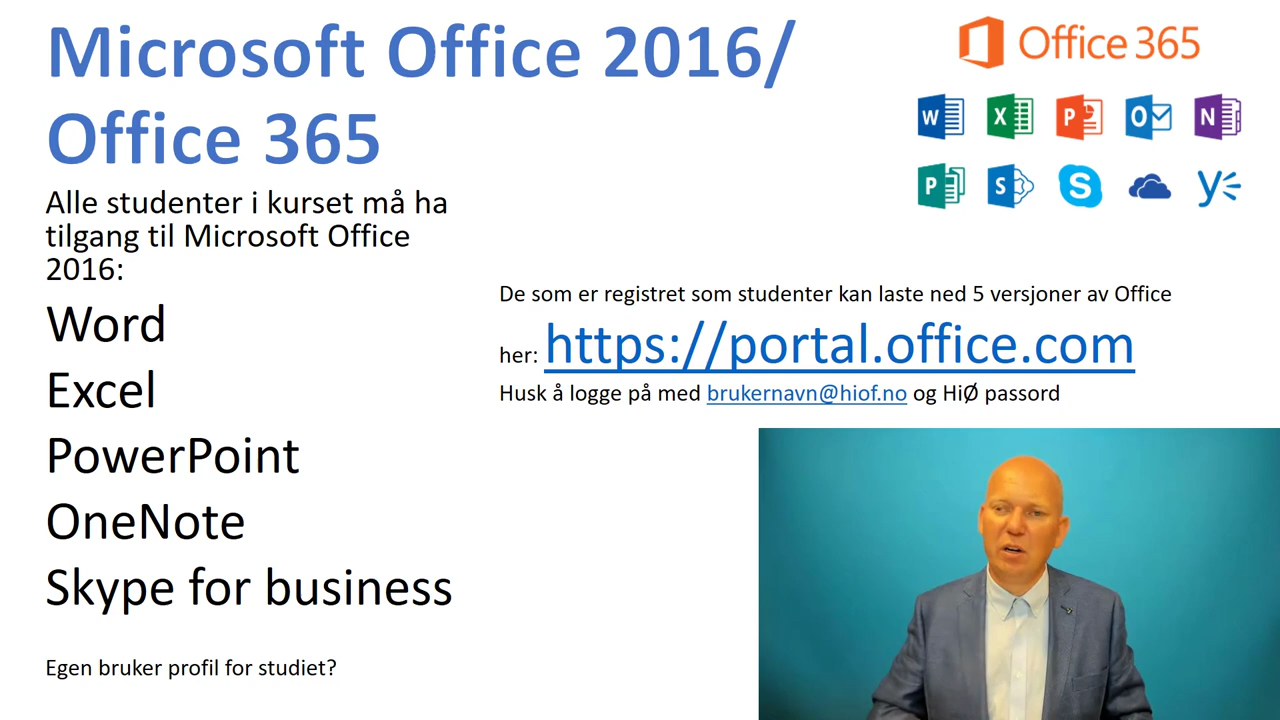 Microsoft Office 2016/
Office 365
Office 365
W
X
P
O
N
P
S
S
y
Alle studenter i kurset må ha
tilgang til Microsoft Office
2016:
Word
Excel
PowerPoint
OneNote
Skype for business
Egen bruker profil for studiet?
De som er registret som studenter kan laste ned 5 versjoner av Office
her: https://portal.office.com
Husk å logge på med brukernavn@hiof.no og HiØ passord